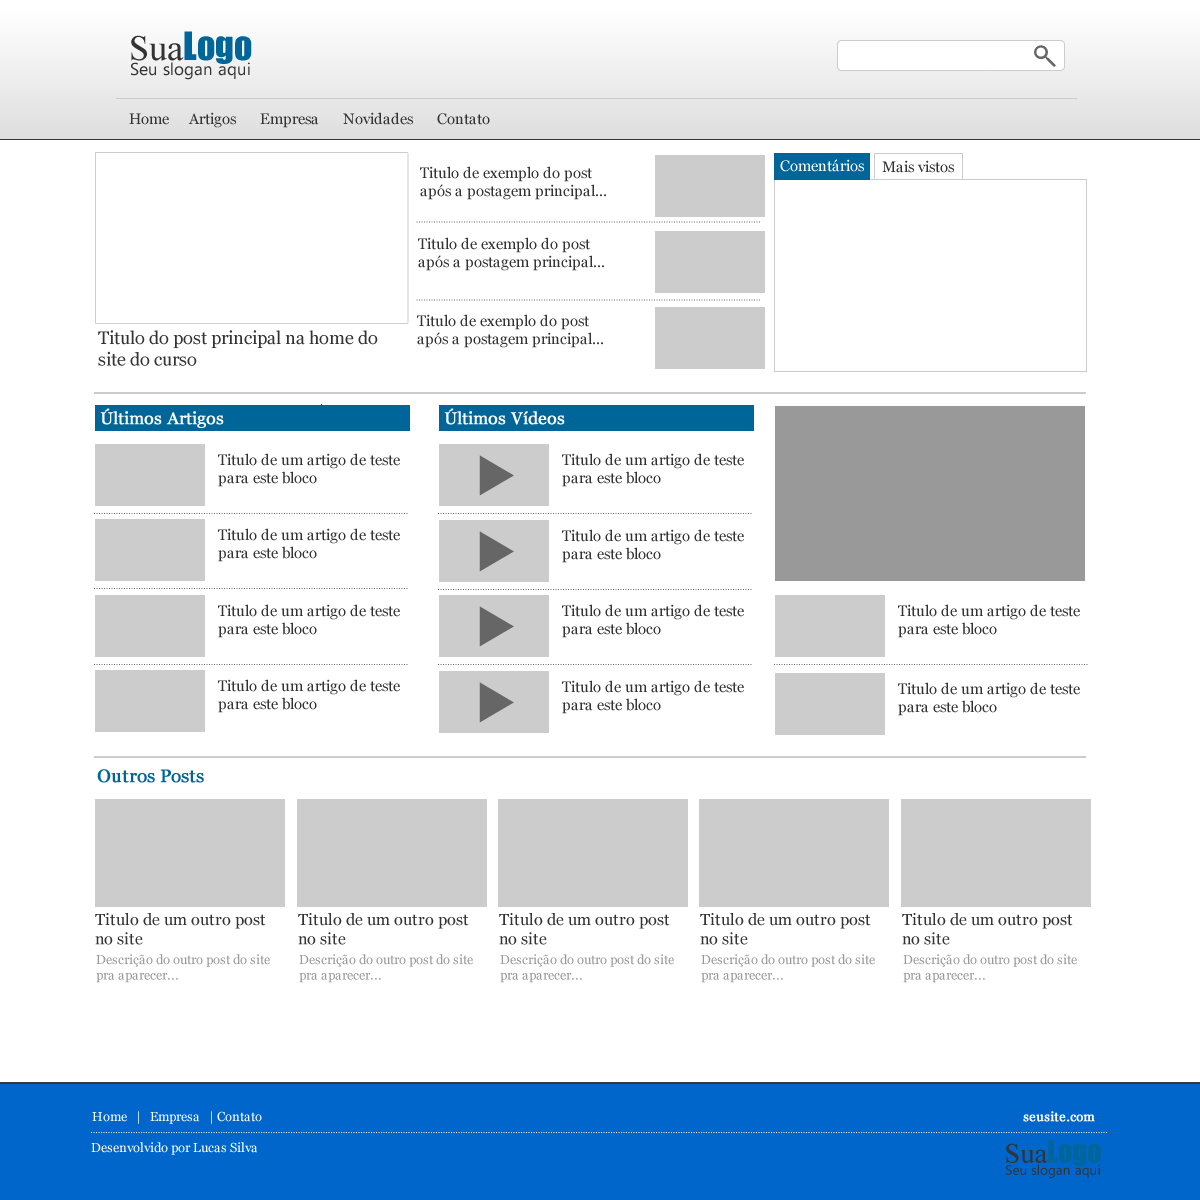 SuaLogo
Seu slogan aqui
Home Artigos Empresa Novidades Contato
Titulo do post principal na home do
site do curso
Titulo de exemplo do post
após a postagem principal...
Titulo de exemplo do post
após a postagem principal...
Titulo de exemplo do post
após a postagem principal...
Comentários Mais vistos
Últimos Artigos
Titulo de um artigo de teste
para este bloco
Titulo de um artigo de teste
para este bloco
Titulo de um artigo de teste
para este bloco
Titulo de um artigo de teste
para este bloco
Últimos Vídeos
Titulo de um artigo de teste
para este bloco
Titulo de um artigo de teste
para este bloco
Titulo de um artigo de teste
para este bloco
Titulo de um artigo de teste
para este bloco
Titulo de um artigo de teste
para este bloco
Titulo de um artigo de teste
para este bloco
Outros Posts
Titulo de um outro post
no site
Descrição do outro post do site
pra aparecer...
Titulo de um outro post
no site
Descrição do outro post do site
pra aparecer...
Titulo de um outro post
no site
Descrição do outro post do site
pra aparecer...
Titulo de um outro post
no site
Descrição do outro post do site
pra aparecer...
Titulo de um outro post
no site
Descrição do outro post do site
pra aparecer...
Home | Empresa | Contato
seusite.com
Desenvolvido por Lucas Silva
SuaLogo
Seu slogan aqui